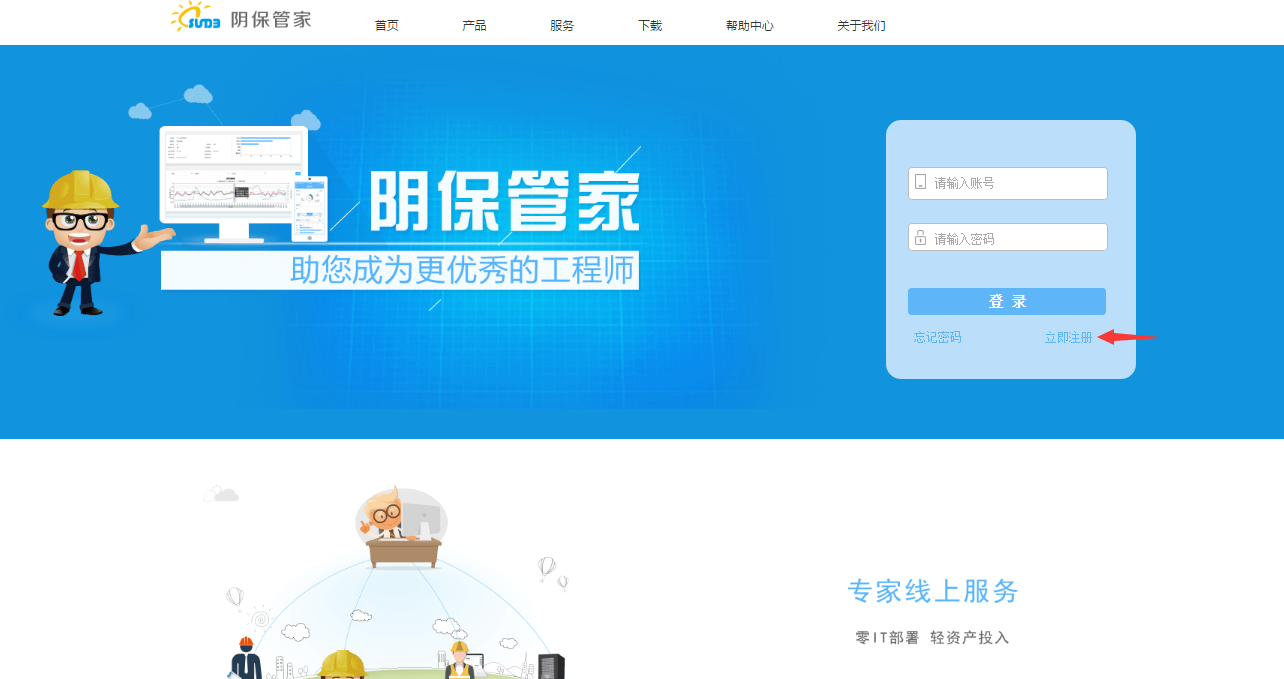 SUDB 阴保管家
首页 产品 服务 下载 帮助中心 关于我们
阴保管家
助您成为更优秀的工程师
请输入账号
请输入密码
登 录
忘记密码 立即注册
专家线上服务
零IT部署 轻资产投入